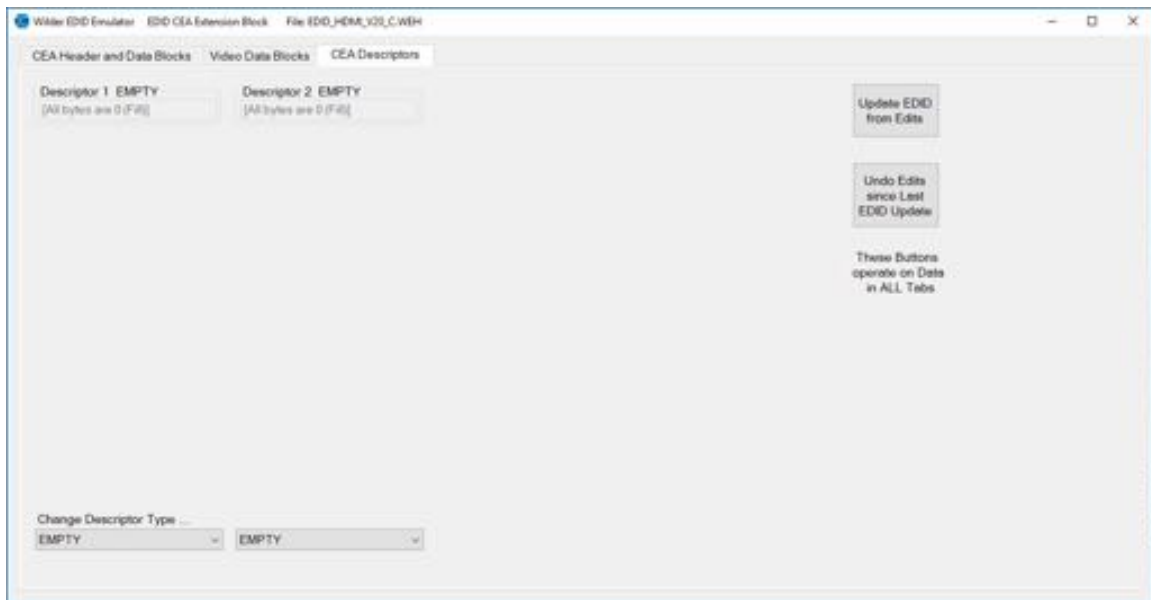 Wilder EDID Emulator EDID CEA Extension Block File: EDID_HDMI_V20_C.WEH
CEA Header and Data Blocks Video Data Blocks CEA Descriptors
Descriptor 1 EMPTY Descriptor 2 EMPTY
[All bytes are 0 (Fill)] [All bytes are 0 (Fill)]
Update EDID
from Edits
Undo Edits
since Last
EDID Update
These Buttons
operate on Data
in ALL Tabs
Change Descriptor Type ...
EMPTY EMPTY